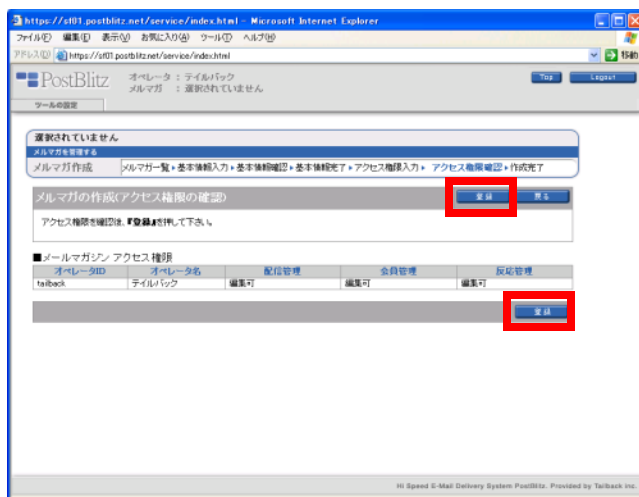 https://sf01.postblitz.net/service/index.html - Microsoft Internet Explorer
ファイル(F) 編集(E) 表示(V) お気に入り(A) ツール(T) ヘルプ(H)
アドレス(D) https://sf01.postblitz.net/service/index.html 移動
PostBlitz オペレータ : テイルバック Top Logout
メルマガ : 選択されていません
ツールの設定
選択されていません
メルマガを管理する
メルマガ作成 メルマガ一覧 ▸ 基本情報入力 ▸ 基本情報確認 ▸ 基本情報完了 ▸ アクセス権限入力 ▸ アクセス権限確認 ▸ 作成完了
メルマガの作成(アクセス権限の確認) 登録 戻る
アクセス権限を確認後、『登録』を押して下さい。
■メールマガジン アクセス権限
オペレータID オペレータ名 配信管理 会員管理 反応管理
tailback テイルバック 編集可 編集可 編集可
登録
Hi Speed E-Mail Delivery System PostBlitz. Provided by Tailback inc.